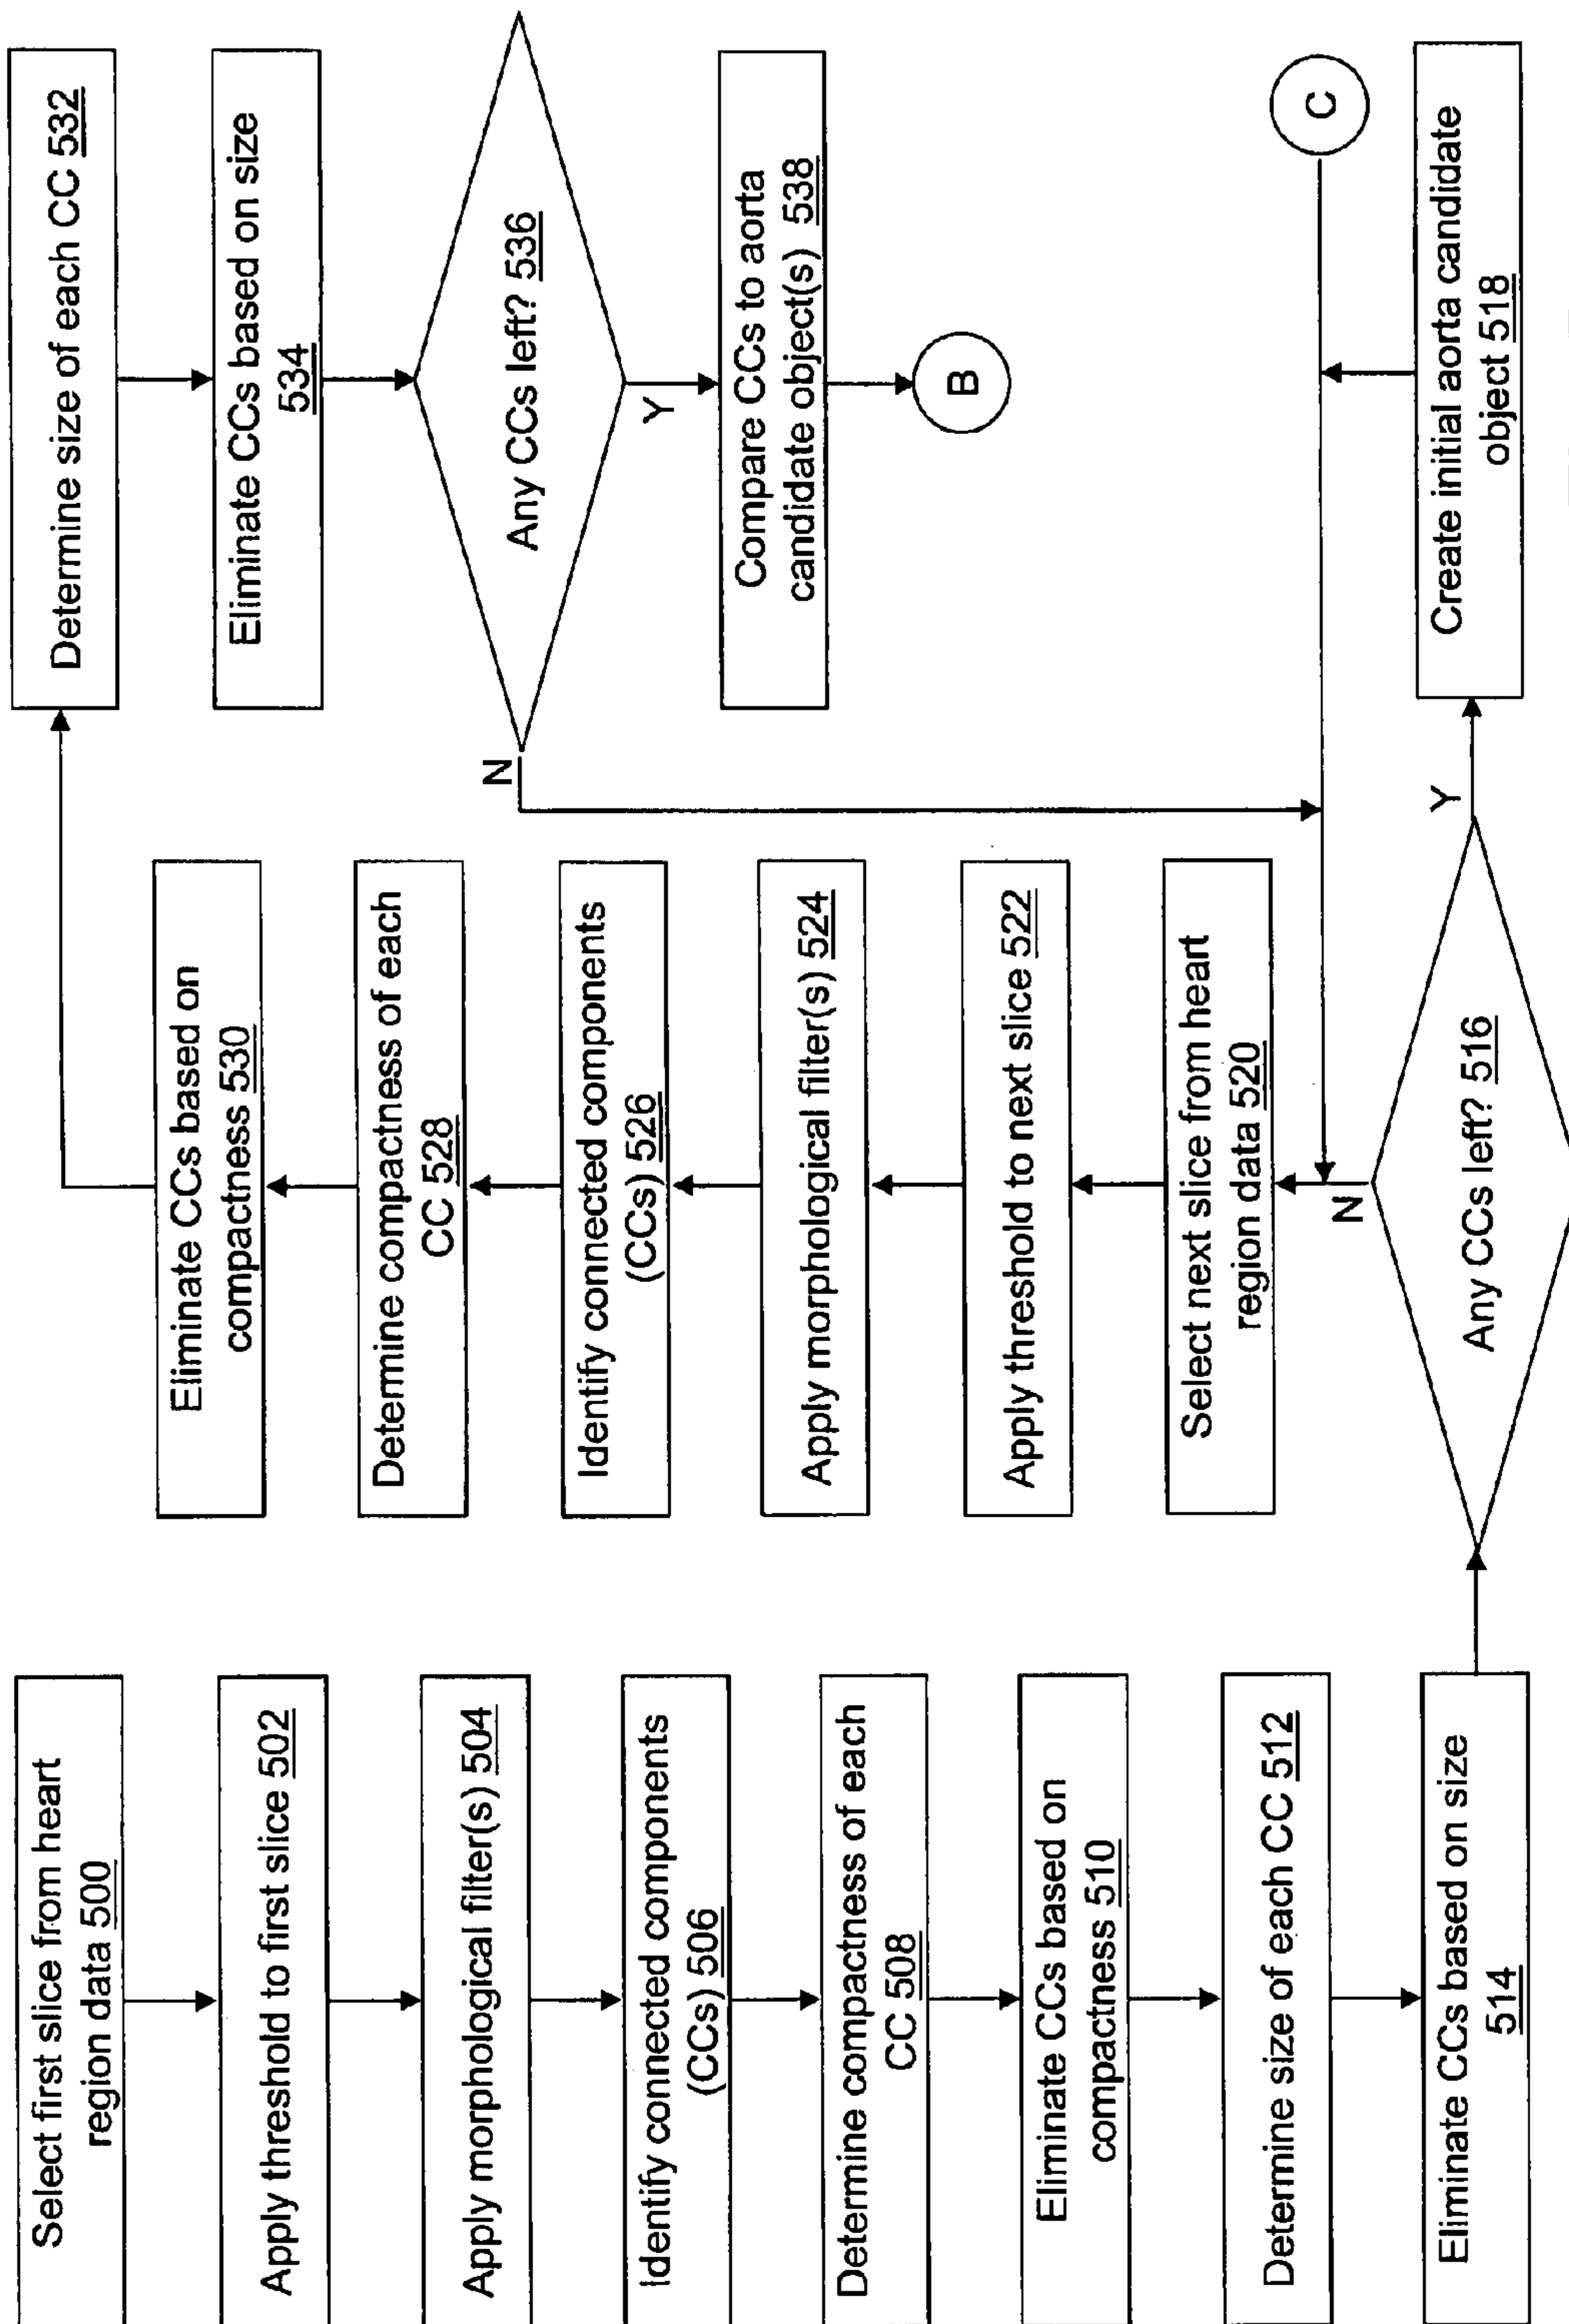 Select first slice from heart
region data 500
Apply threshold to first slice 502
Apply morphological filter(s) 504
Identify connected components
(CCs) 506
Determine compactness of each
CC 508
Eliminate CCs based on
compactness 510
Determine size of each CC 512
Eliminate CCs based on size
514
Any CCs left? 516
Y
N
Create initial aorta candidate
object 518
C
Select next slice from heart
region data 520
Apply threshold to next slice 522
Apply morphological filter(s) 524
Identify connected components
(CCs) 526
Determine compactness of each
CC 528
Eliminate CCs based on
compactness 530
Determine size of each CC 532
Eliminate CCs based on size
534
Any CCs left? 536
N
Y
Compare CCs to aorta
candidate object(s) 538
B